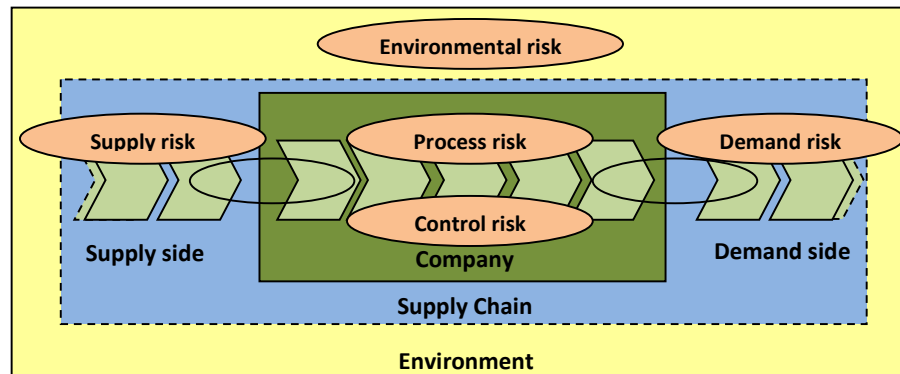 Environmental risk
Supply risk
Process risk
Demand risk
Control risk
Supply side
Company
Demand side
Supply Chain
Environment